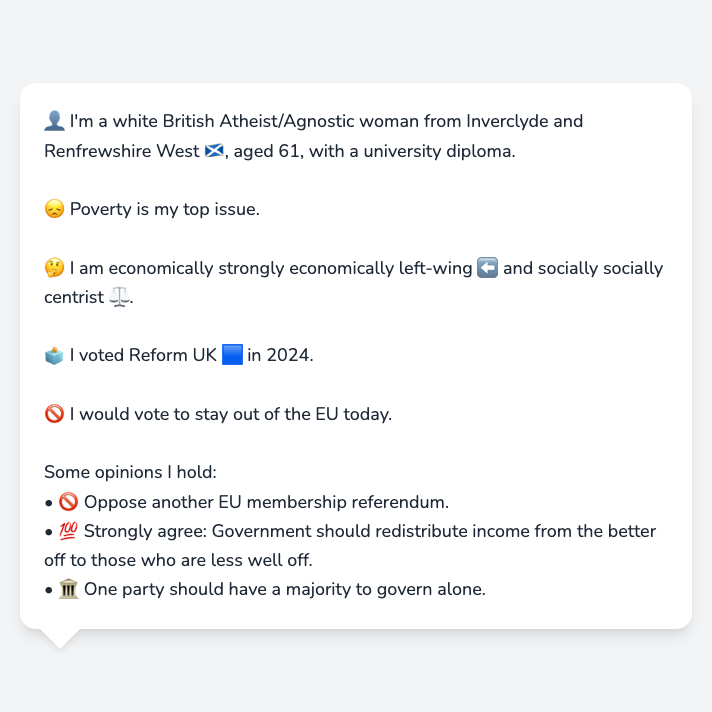 👤 I'm a white British Atheist/Agnostic woman from Inverclyde and
Renfrewshire West 🏴󠁧󠁢󠁳󠁣󠁴󠁿, aged 61, with a university diploma.
😞 Poverty is my top issue.
🤔 I am economically strongly economically left-wing ⬅️ and socially socially
centrist ⚖️.
🗳️ I voted Reform UK 🟦 in 2024.
🚫 I would vote to stay out of the EU today.
Some opinions I hold:
• 🚫 Oppose another EU membership referendum.
• 💯 Strongly agree: Government should redistribute income from the better
off to those who are less well off.
• 🏛️ One party should have a majority to govern alone.